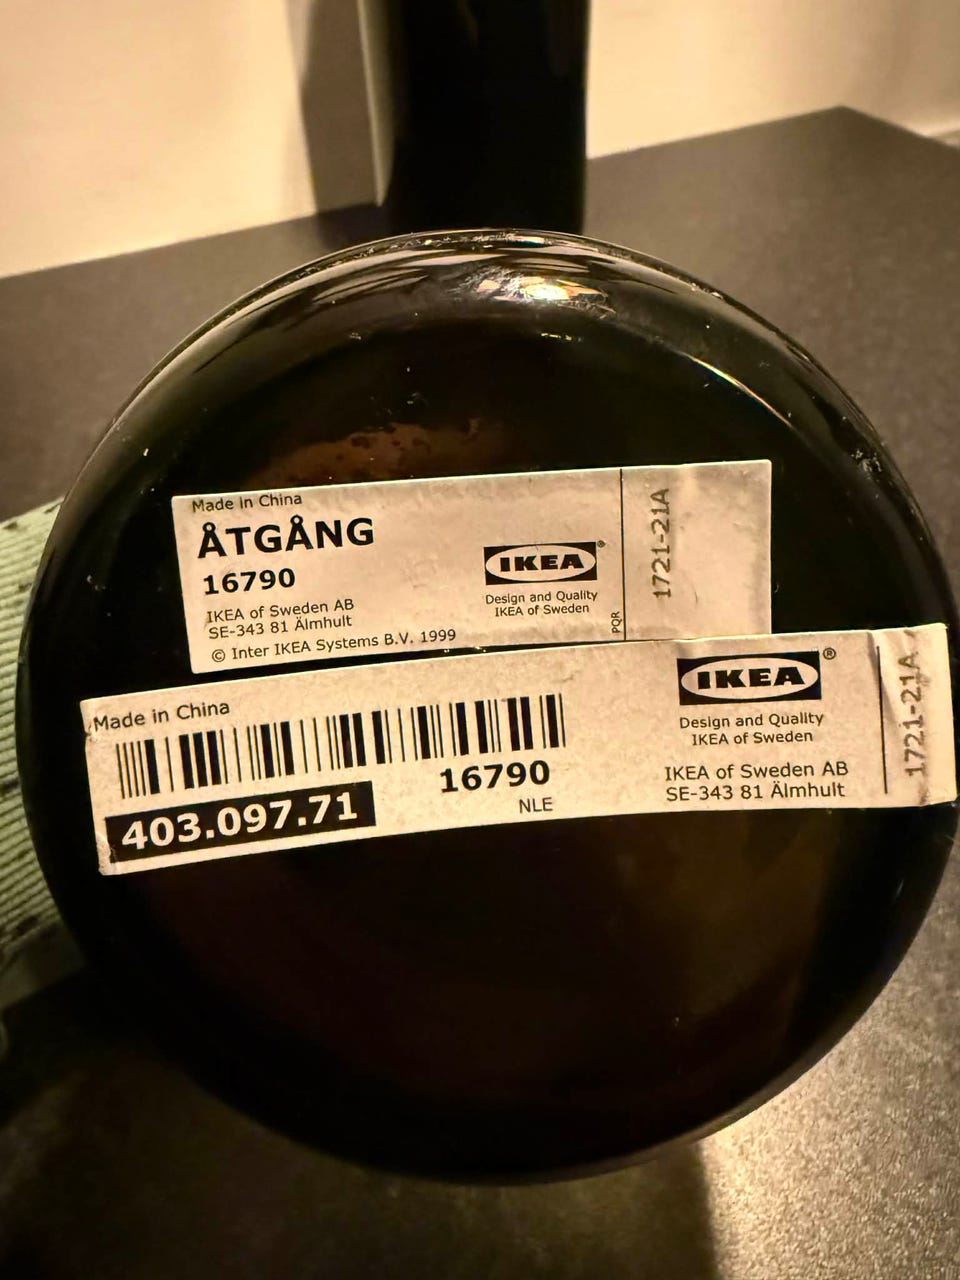 Made in China
ÅTGÅNG
16790
IKEA of Sweden AB
SE-343 81 Älmhult
© Inter IKEA Systems B.V. 1999
IKEA®
Design and Quality
IKEA of Sweden
PQR
1721-21A
Made in China
403.097.71
16790
NLE
IKEA®
Design and Quality
IKEA of Sweden
IKEA of Sweden AB
SE-343 81 Älmhult
1721-21A